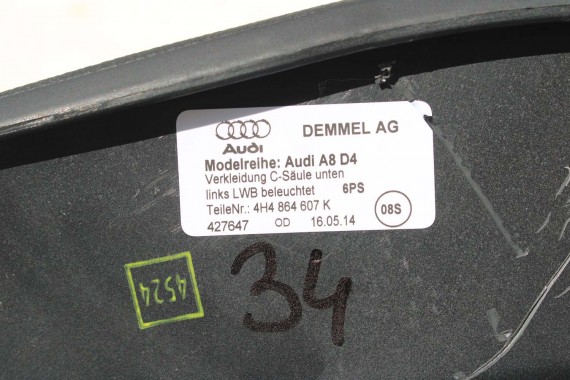 Audi
DEMMEL AG
Modelreihe: Audi A8 D4
Verkleidung C-Säule unten
links LWB beleuchtet 6PS
TeileNr.: 4H4 864 607 K
427647 OD 16.05.14
08S
4524
34